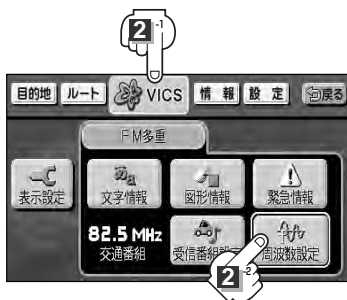 2-1
目的地 ルート VICS 情報 設定 戻る
FM多重
表示設定 文字情報 図形情報 緊急情報
82.5 MHz
交通番組 受信番組設定 周波数設定
2-2